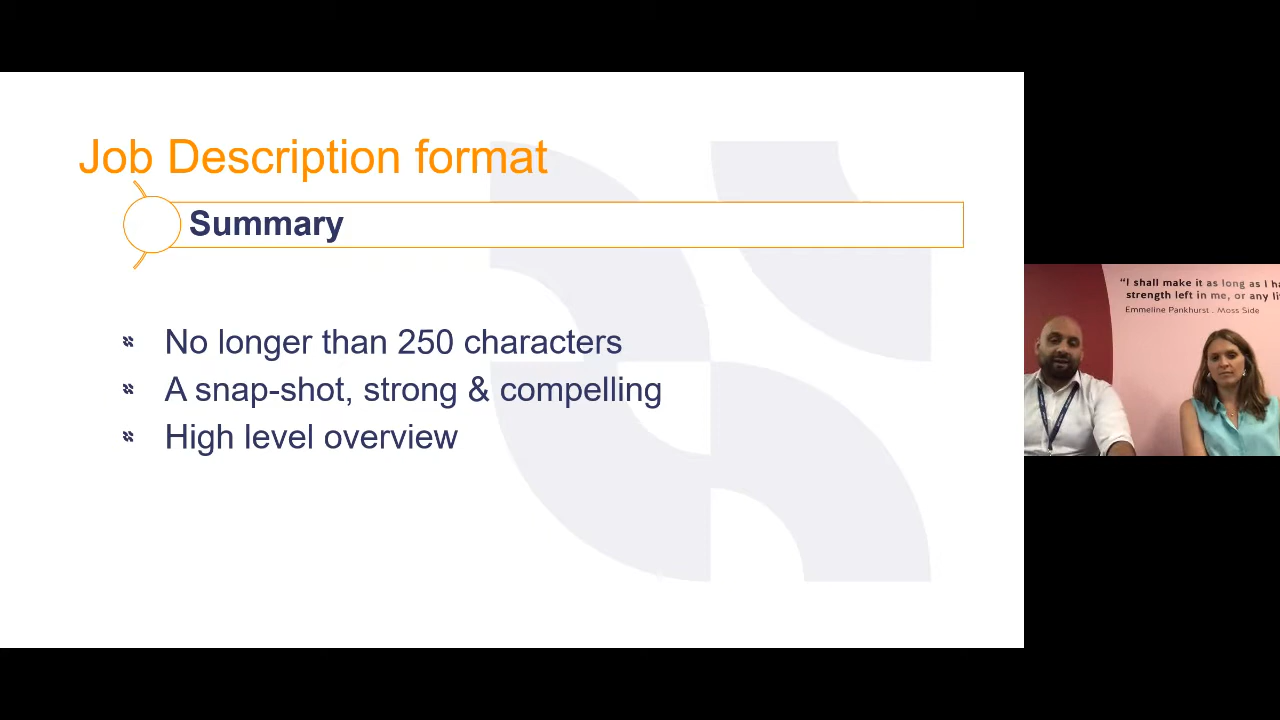 Job Description format
Summary
No longer than 250 characters
A snap-shot, strong & compelling
High level overview
“I shall make it as long as I ha
strength left in me, or any li
Emmeline Pankhurst . Moss Side